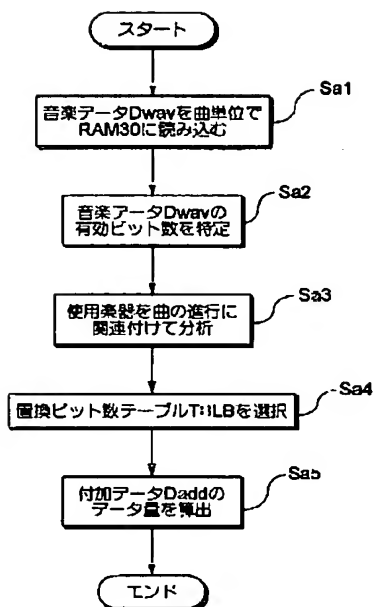 スタート
Sa1
音楽データDwavを曲単位で
RAM30に読み込む
Sa2
音楽データDwavの
有効ビット数を特定
Sa3
使用楽器を曲の進行に
関連付けて分析
Sa4
置換ビット数テーブルを選択
Sa5
付加データDaddの
データ量を算出
エンド